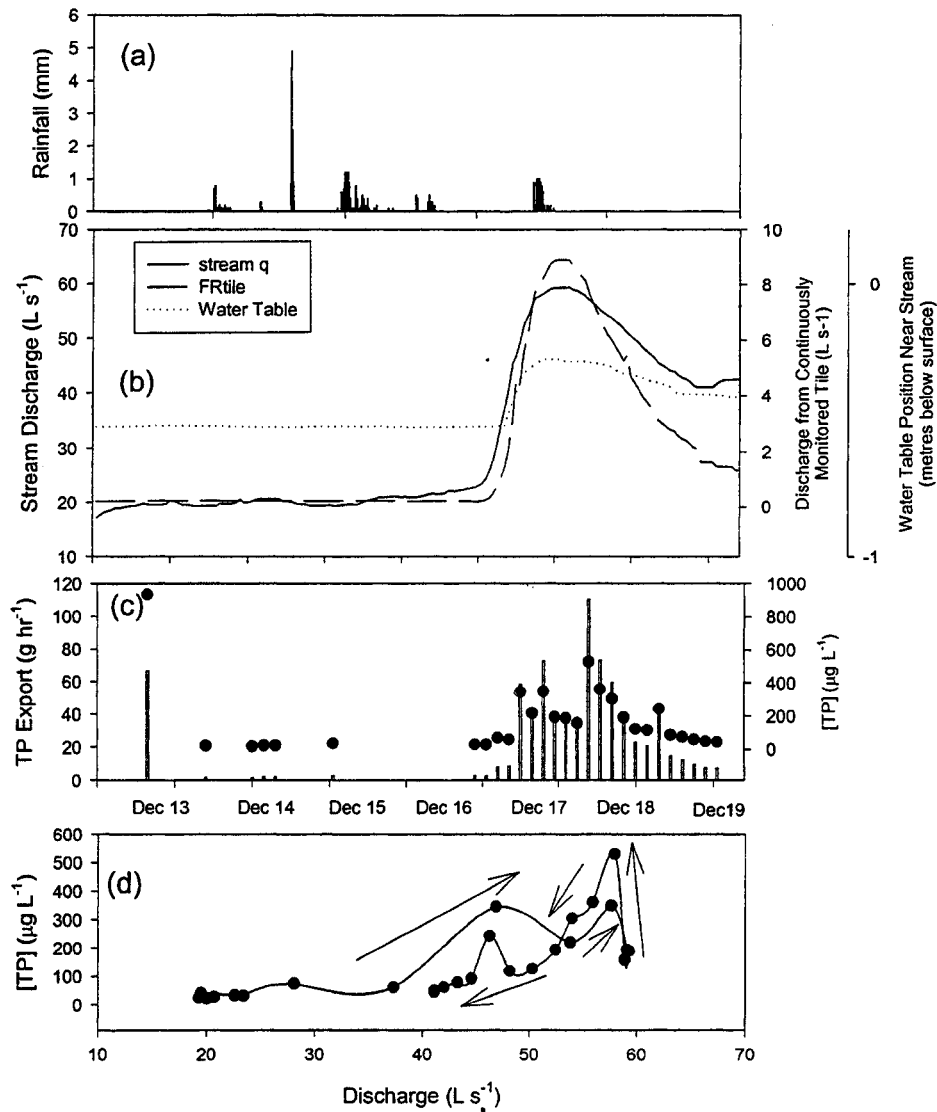 (a)
Rainfall (mm)
6
5
4
3
2
1
0
(b)
Stream Discharge (L s⁻¹)
70
60
50
40
30
20
10
stream q
FRtile
Water Table
10
8
6
4
2
0
Discharge from Continuously
Monitored Tile (L s-1)
0
-1
Water Table Position Near Stream
(metres below surface)
(c)
TP Export (g hr⁻¹)
120
100
80
60
40
20
0
1000
800
600
400
200
0
[TP] (µg L⁻¹)
Dec 13 Dec 14 Dec 15 Dec 16 Dec 17 Dec 18 Dec19
(d)
[TP] (µg L⁻¹)
600
500
400
300
200
100
0
10 20 30 40 50 60 70
Discharge (L s⁻¹)